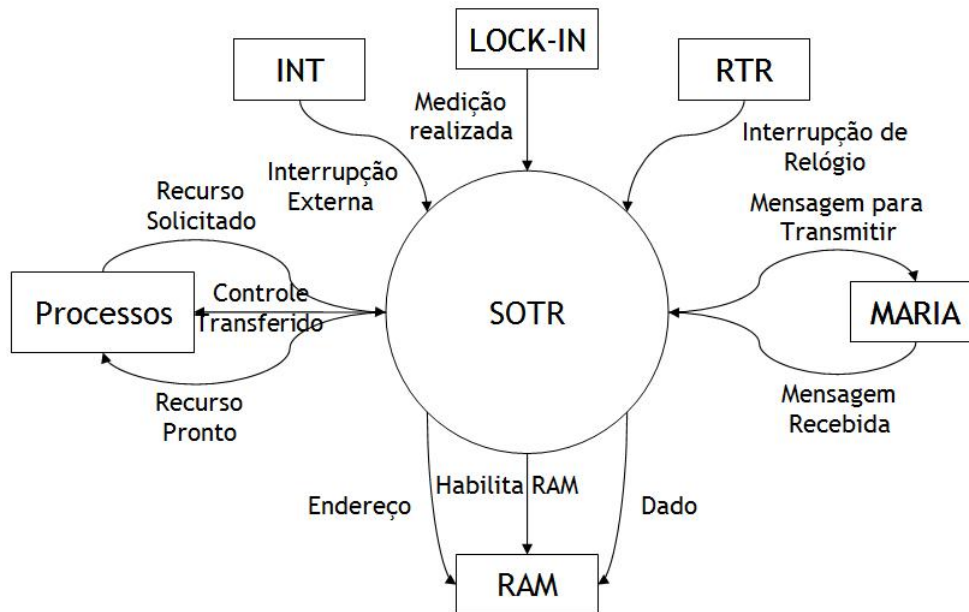 LOCK-IN
INT
RTR
Medição
realizada
Interrupção de
Relógio
Interrupção
Externa
Recurso
Solicitado
Mensagem para
Transmitir
Controle
Transferido
Processos
SOTR
MARIA
Recurso
Pronto
Mensagem
Recebida
Habilita RAM
Endereço
Dado
RAM